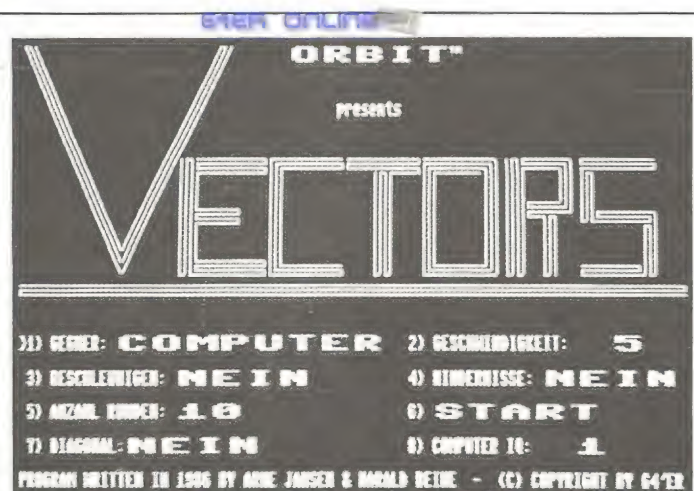 64ER ONLINE
ORBIT™
presents
VECTORS
>1) GEGNER: COMPUTER 2) GESCHWINDIGKEIT: 5
3) BESCHLEUNIGEN: NEIN 4) HINDERNISSE: NEIN
5) ANZAHL RUNDEN: 10 6) START
7) DIAGONAL: NEIN 8) COMPUTER IQ: 1
PROGRAM WRITTEN IN 1986 BY ARNE JANSEN & HARALD BEINE - (C) COPYRIGHT BY 64'ER